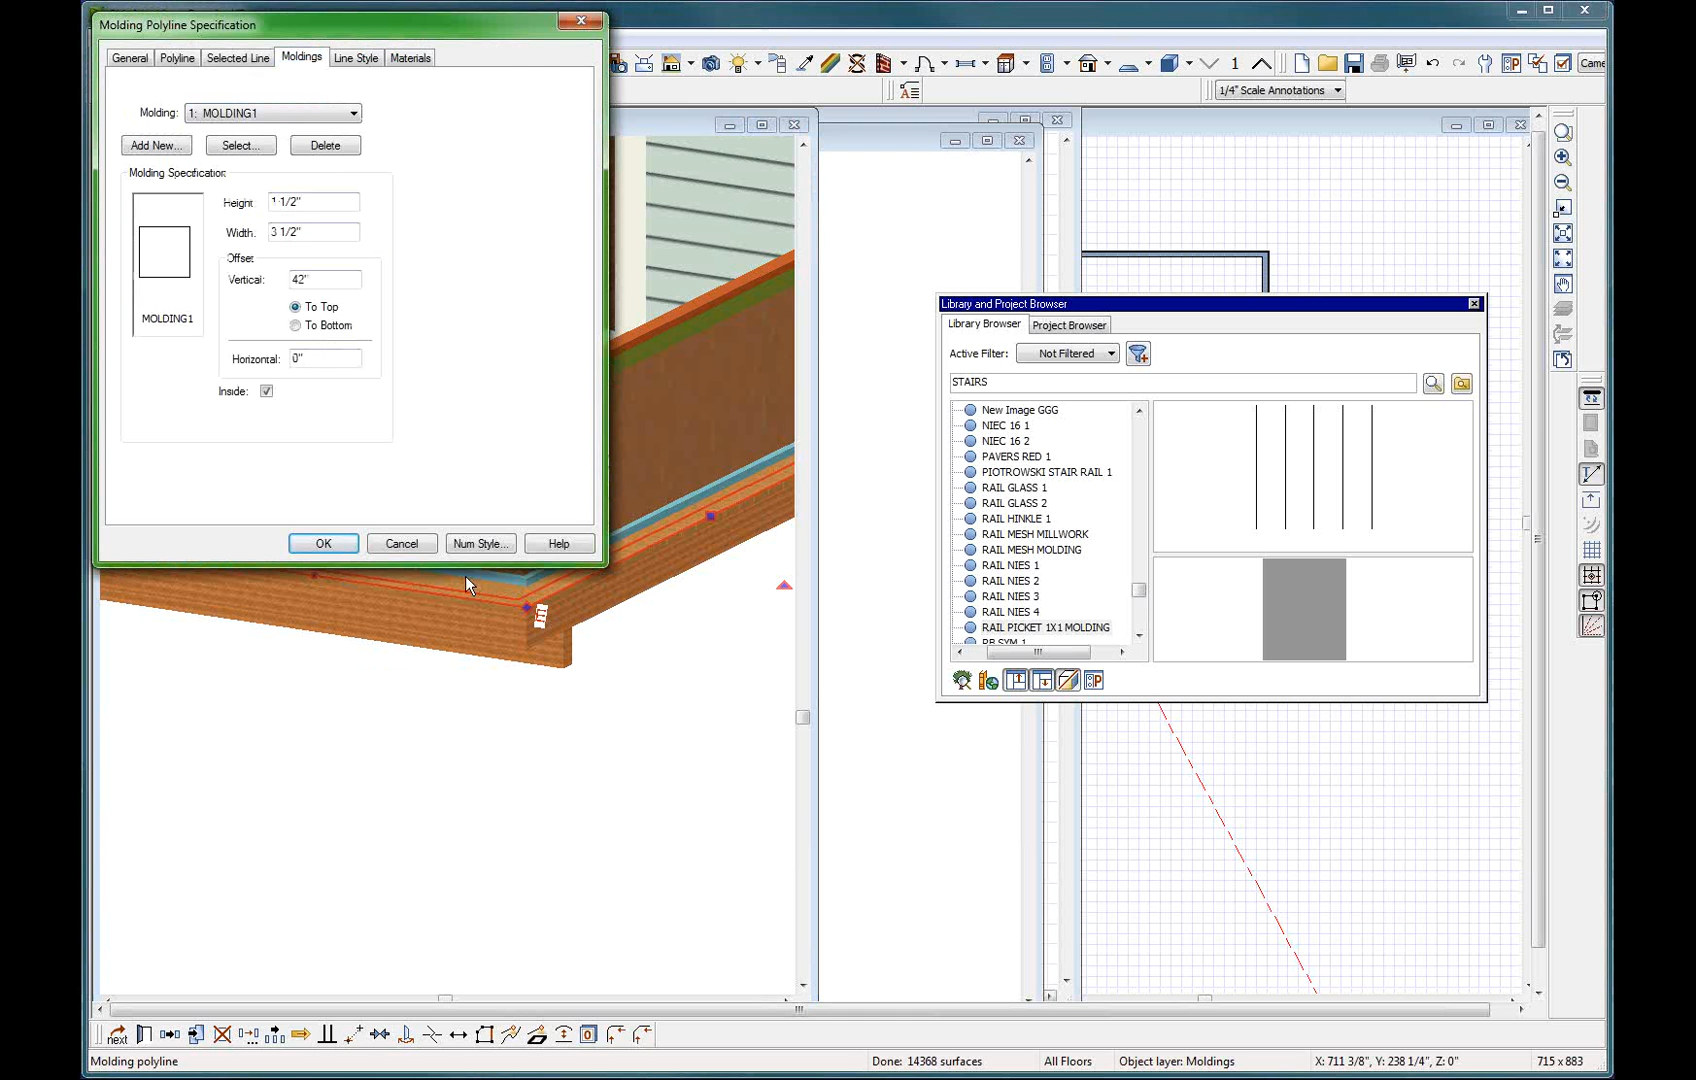 Molding Polyline Specification
General Polyline Selected Line Moldings Line Style Materials
Molding: 1: MOLDING1
Add New... Select... Delete
Molding Specification
Height 1 1/2"
Width. 3 1/2"
Offset
Vertical: 42"
To Top
To Bottom
MOLDING1
Horizontal: 0"
Inside:
OK Cancel Num Style... Help
1
Came
1/4" Scale Annotations
Library and Project Browser
Library Browser Project Browser
Active Filter: Not Filtered
STAIRS
New Image GGG
NIEC 16 1
NIEC 16 2
PAVERS RED 1
PIOTROWSKI STAIR RAIL 1
RAIL GLASS 1
RAIL GLASS 2
RAIL HINKLE 1
RAIL MESH MILLWORK
RAIL MESH MOLDING
RAIL NIES 1
RAIL NIES 2
RAIL NIES 3
RAIL NIES 4
RAIL PICKET 1X1 MOLDING
RB SYM 1
next
Molding polyline
Done: 14368 surfaces
All Floors
Object layer: Moldings
X: 711 3/8", Y: 238 1/4", Z: 0"
715 x 883